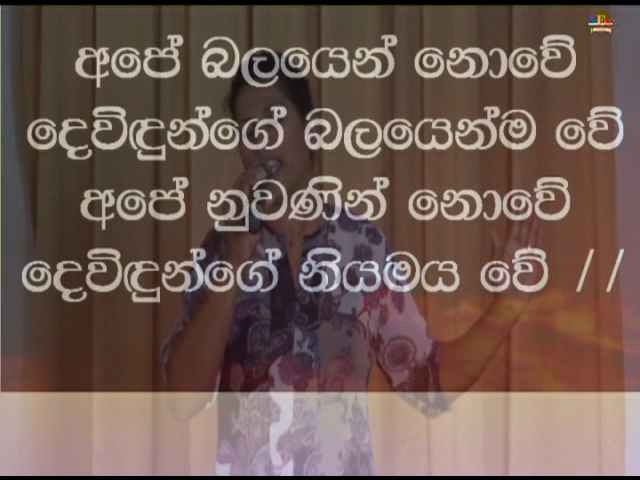 අපේ බලයෙන් නොවේ
දෙවිඳුන්ගේ බලයෙන්ම වේ
අපේ නුවණින් නොවේ
දෙවිඳුන්ගේ නියමය වේ //